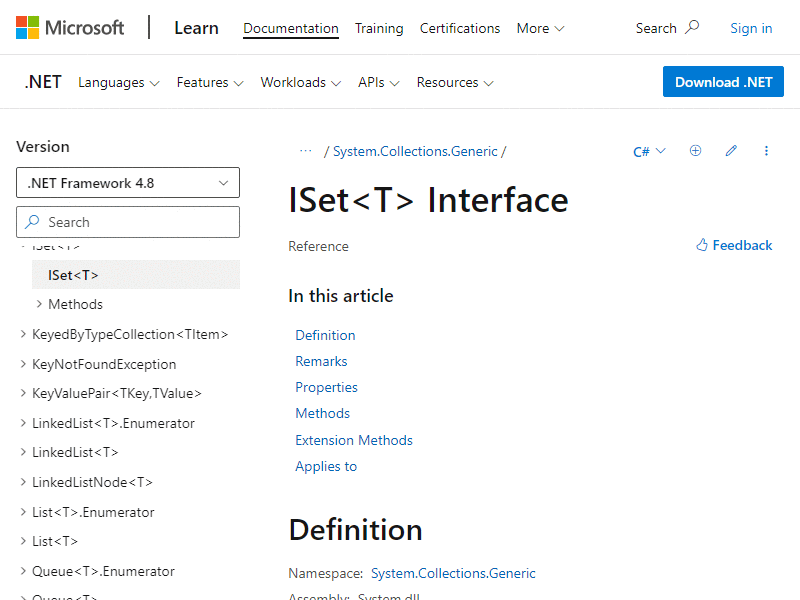 Microsoft Learn Documentation Training Certifications More Search Sign in
.NET Languages Features Workloads APIs Resources Download .NET
Version
.NET Framework 4.8
Search
ISet<T>
ISet<T>
Methods
KeyedByTypeCollection<TItem>
KeyNotFoundException
KeyValuePair<TKey,TValue>
LinkedList<T>.Enumerator
LinkedList<T>
LinkedListNode<T>
List<T>.Enumerator
List<T>
Queue<T>.Enumerator
Queue<T>
··· / System.Collections.Generic / C#
ISet<T> Interface
Reference Feedback
In this article
Definition
Remarks
Properties
Methods
Extension Methods
Applies to
Definition
Namespace: System.Collections.Generic
Assembly: System.dll